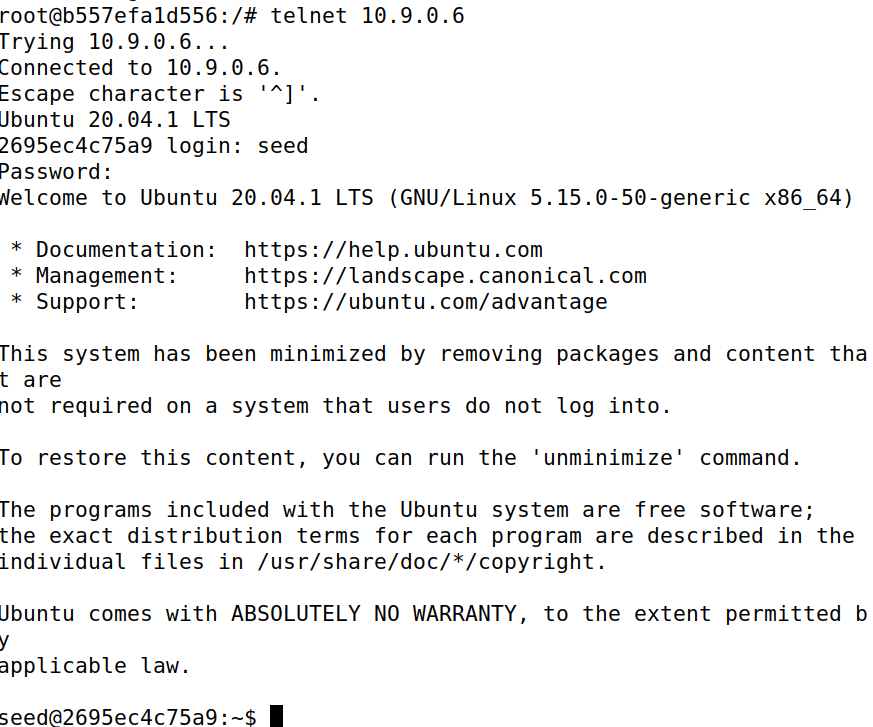 root@b557efa1d556:/# telnet 10.9.0.6
Trying 10.9.0.6...
Connected to 10.9.0.6.
Escape character is '^]'.
Ubuntu 20.04.1 LTS
2695ec4c75a9 login: seed
Password:
Welcome to Ubuntu 20.04.1 LTS (GNU/Linux 5.15.0-50-generic x86_64)
* Documentation:  https://help.ubuntu.com
* Management:     https://landscape.canonical.com
* Support:        https://ubuntu.com/advantage
This system has been minimized by removing packages and content tha
t are
not required on a system that users do not log into.
To restore this content, you can run the 'unminimize' command.
The programs included with the Ubuntu system are free software;
the exact distribution terms for each program are described in the
individual files in /usr/share/doc/*/copyright.
Ubuntu comes with ABSOLUTELY NO WARRANTY, to the extent permitted b
y
applicable law.
seed@2695ec4c75a9:~$